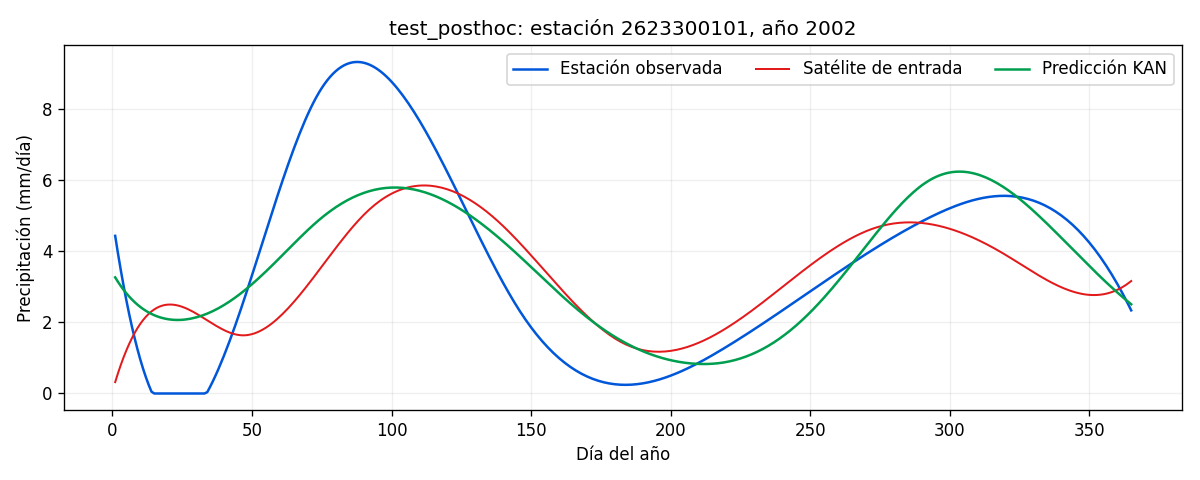 test_posthoc: estación 2623300101, año 2002
Estación observada
Satélite de entrada
Predicción KAN
Precipitación (mm/día)
8
6
4
2
0
0 50 100 150 200 250 300 350
Día del año